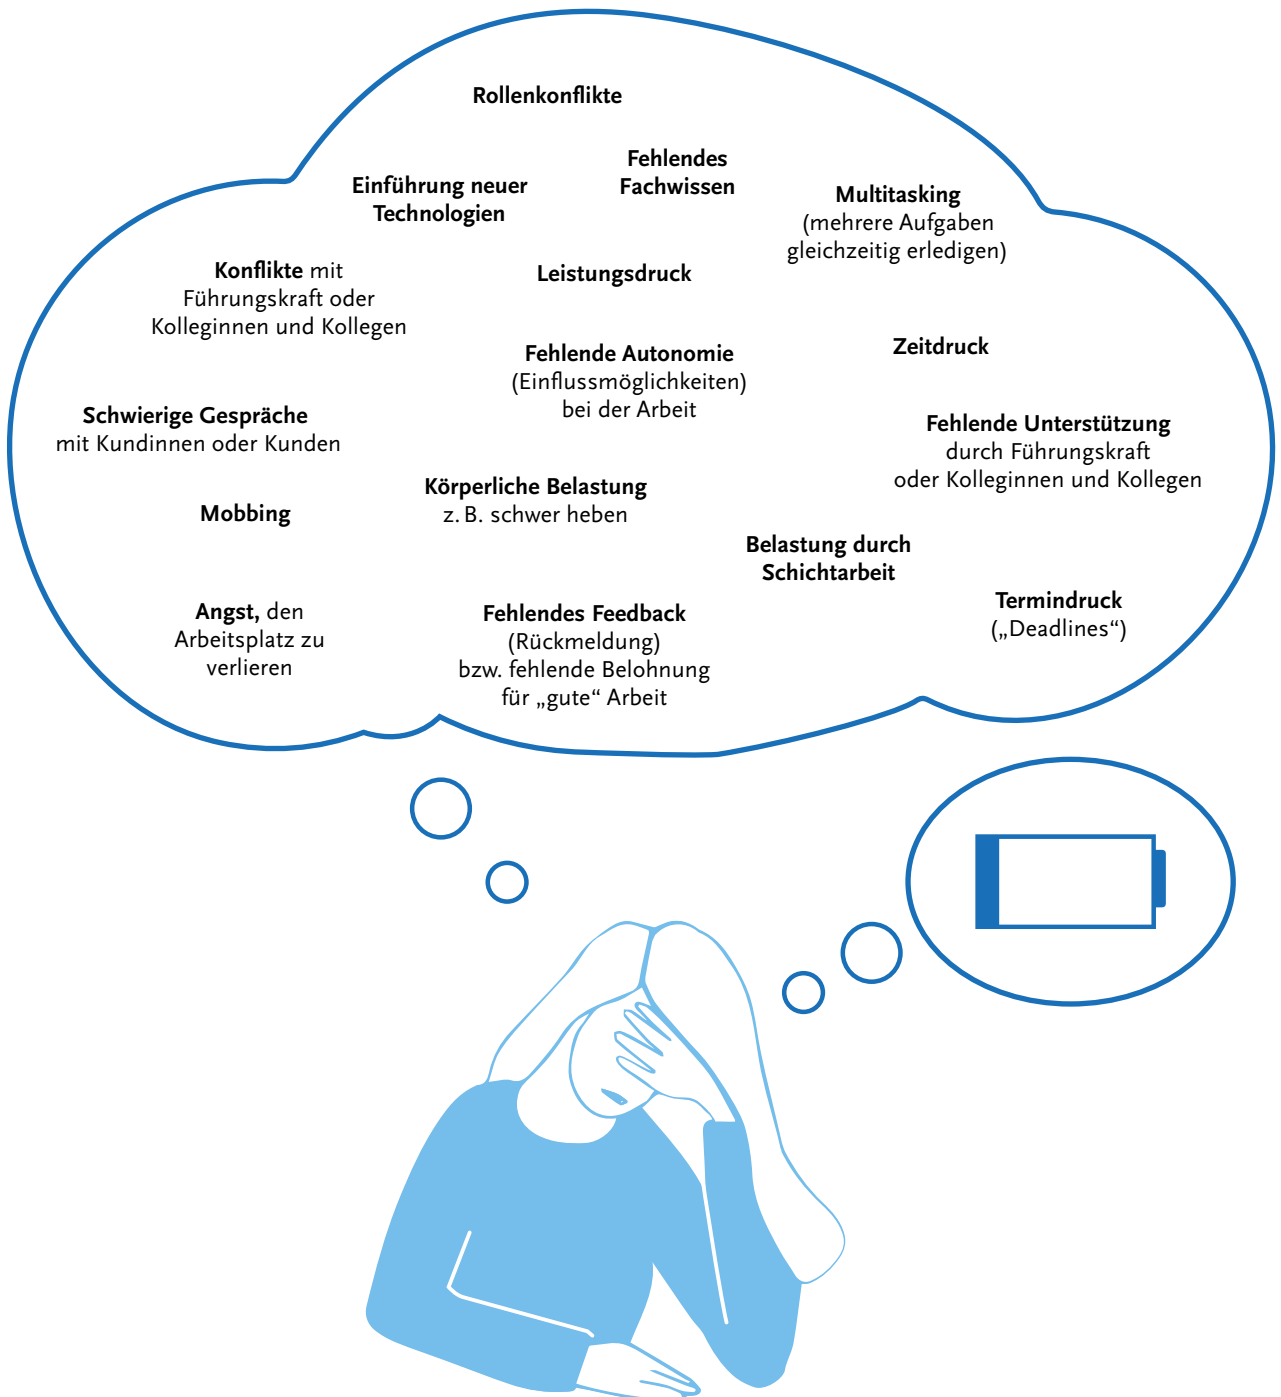 Rollenkonflikte
Fehlendes
Fachwissen
Einführung neuer
Technologien
Multitasking
(mehrere Aufgaben
gleichzeitig erledigen)
Konflikte mit
Führungskraft oder
Kolleginnen und Kollegen
Leistungsdruck
Zeitdruck
Fehlende Autonomie
(Einflussmöglichkeiten)
bei der Arbeit
Schwierige Gespräche
mit Kundinnen oder Kunden
Fehlende Unterstützung
durch Führungskraft
oder Kolleginnen und Kollegen
Körperliche Belastung
z. B. schwer heben
Mobbing
Belastung durch
Schichtarbeit
Termindruck
(„Deadlines“)
Angst, den
Arbeitsplatz zu
verlieren
Fehlendes Feedback
(Rückmeldung)
bzw. fehlende Belohnung
für „gute“ Arbeit